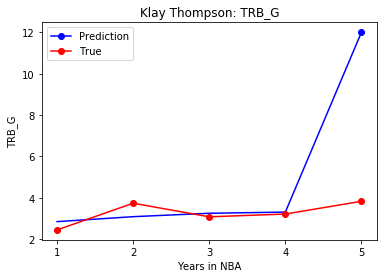 Klay Thompson: TRB_G
Prediction
True
12
10
8
6
4
2
TRB_G
1 2 3 4 5
Years in NBA